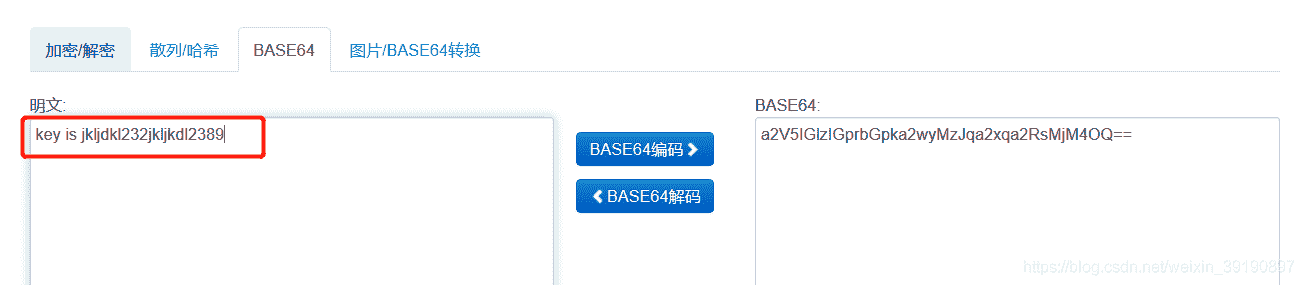 加密/解密 散列/哈希 BASE64 图片/BASE64转换
明文: BASE64:
key is jkljdkl232jkljkdl2389 a2V5IGlzIGprbGpka2wyMzJqa2xqa2RsMjM4OQ==
BASE64编码
BASE64解码
https://blog.csdn.net/weixin_39190897